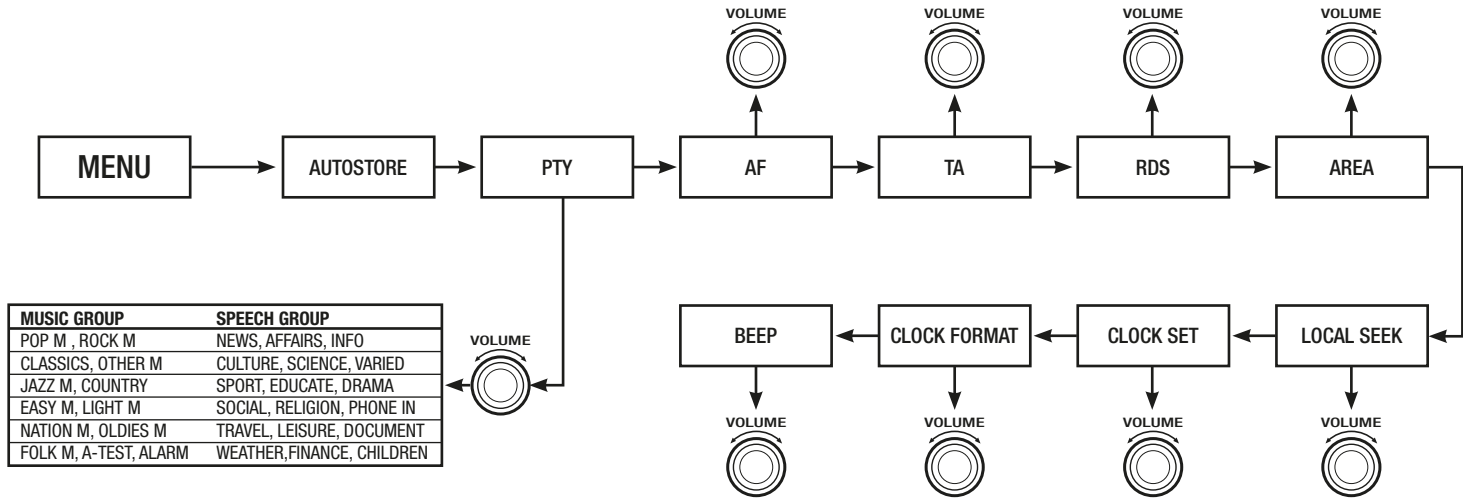 VOLUME VOLUME VOLUME VOLUME
MENU AUTOSTORE PTY AF TA RDS AREA
MUSIC GROUP SPEECH GROUP
POP M , ROCK M NEWS, AFFAIRS, INFO
CLASSICS, OTHER M CULTURE, SCIENCE, VARIED
JAZZ M, COUNTRY SPORT, EDUCATE, DRAMA
EASY M, LIGHT M SOCIAL, RELIGION, PHONE IN
NATION M, OLDIES M TRAVEL, LEISURE, DOCUMENT
FOLK M, A-TEST, ALARM WEATHER,FINANCE, CHILDREN
VOLUME
BEEP CLOCK FORMAT CLOCK SET LOCAL SEEK
VOLUME VOLUME VOLUME VOLUME